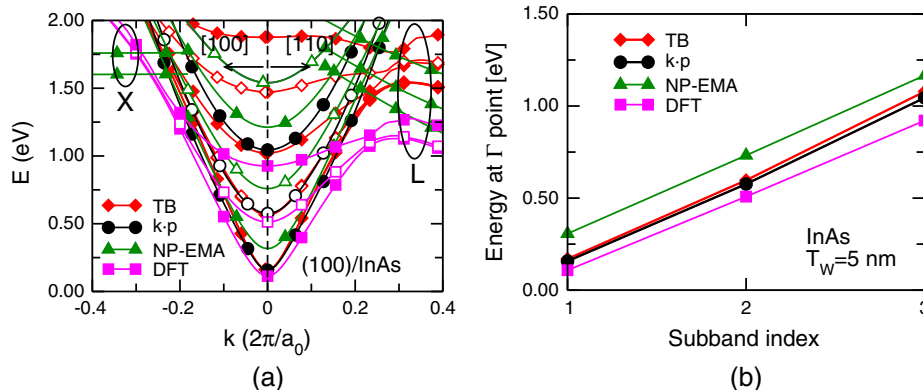 2.00
1.50
1.00
0.50
0.00
E (eV)
[100]
[110]
X
L
TB
k·p
NP-EMA
DFT
(100)/InAs
-0.4
-0.2
0
0.2
0.4
k (2π/a0)
(a)
1.50
1.00
0.50
0.00
Energy at Γ point [eV]
TB
k·p
NP-EMA
DFT
InAs
TW=5 nm
1
2
3
Subband index
(b)